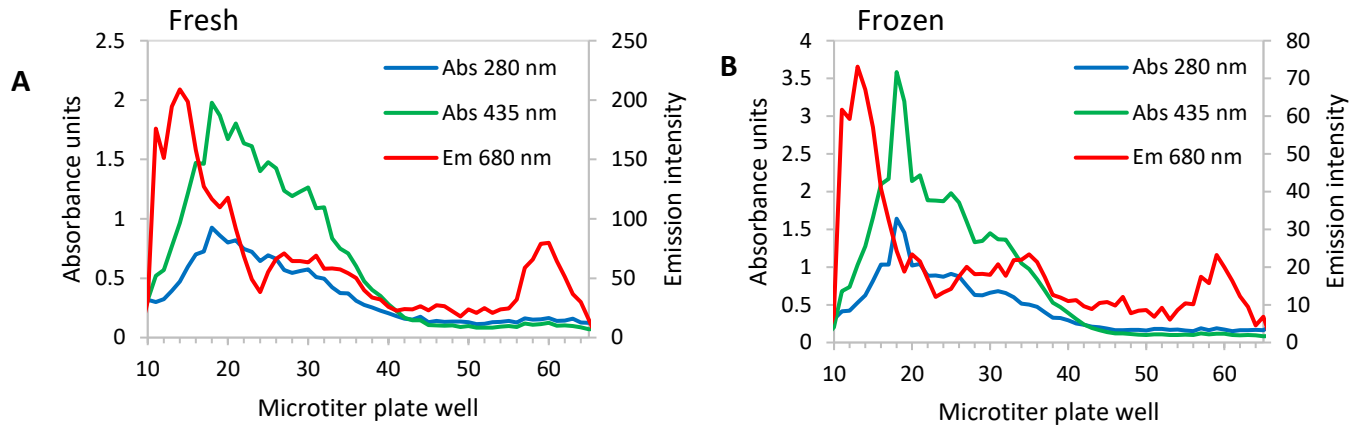 Fresh
A
2.5
2
1.5
1
0.5
0
Absorbance units
250
200
150
100
50
0
Emission intensity
Abs 280 nm
Abs 435 nm
Em 680 nm
10 20 30 40 50 60
Microtiter plate well
Frozen
B
4
3.5
3
2.5
2
1.5
1
0.5
0
Absorbance units
80
70
60
50
40
30
20
10
0
Emission intensity
Abs 280 nm
Abs 435 nm
Em 680 nm
10 20 30 40 50 60
Microtiter plate well